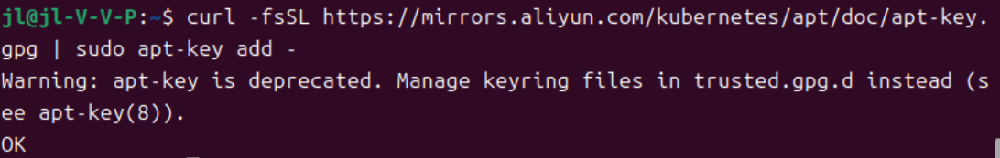 jl@jl-V-V-P:~$ curl -fsSL https://mirrors.aliyun.com/kubernetes/apt/doc/apt-key.
gpg | sudo apt-key add -
Warning: apt-key is deprecated. Manage keyring files in trusted.gpg.d instead (s
ee apt-key(8)).
OK